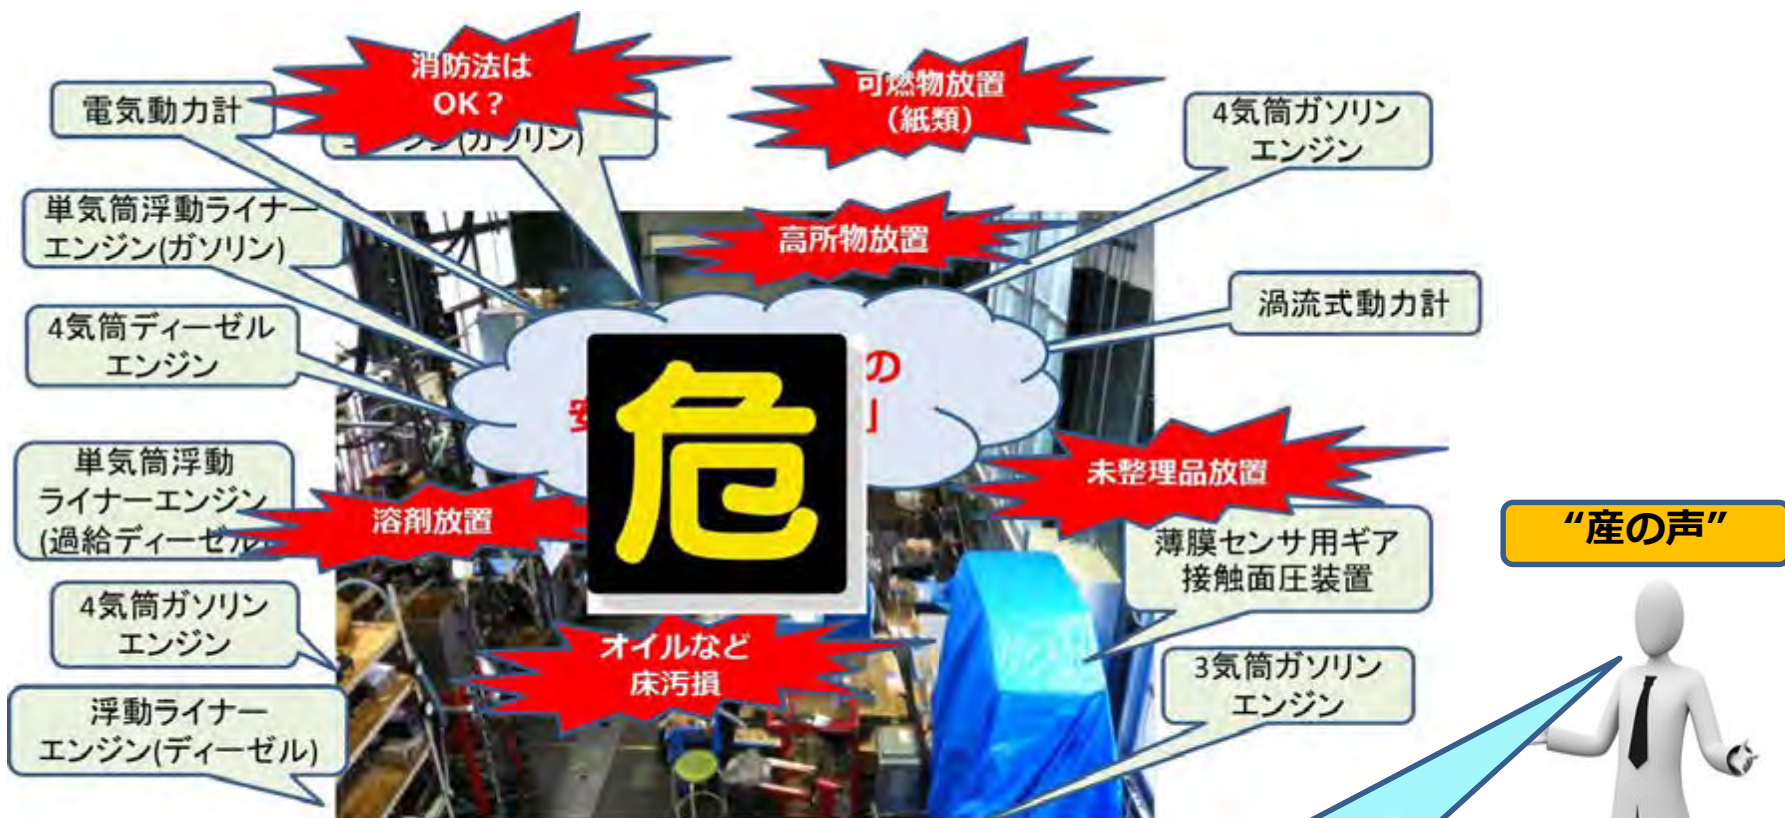 消防法は
OK？
可燃物放置
(紙類)
電気動力計
エンジン(ガソリン)
4気筒ガソリン
エンジン
単気筒浮動ライナー
エンジン(ガソリン)
高所物放置
渦流式動力計
4気筒ディーゼル
エンジン
の
危
単気筒浮動
ライナーエンジン
(過給ディーゼル)
溶剤放置
未整理品放置
薄膜センサ用ギア
接触面圧装置
“産の声”
4気筒ガソリン
エンジン
オイルなど
床汚損
3気筒ガソリン
エンジン
浮動ライナー
エンジン(ディーゼル)